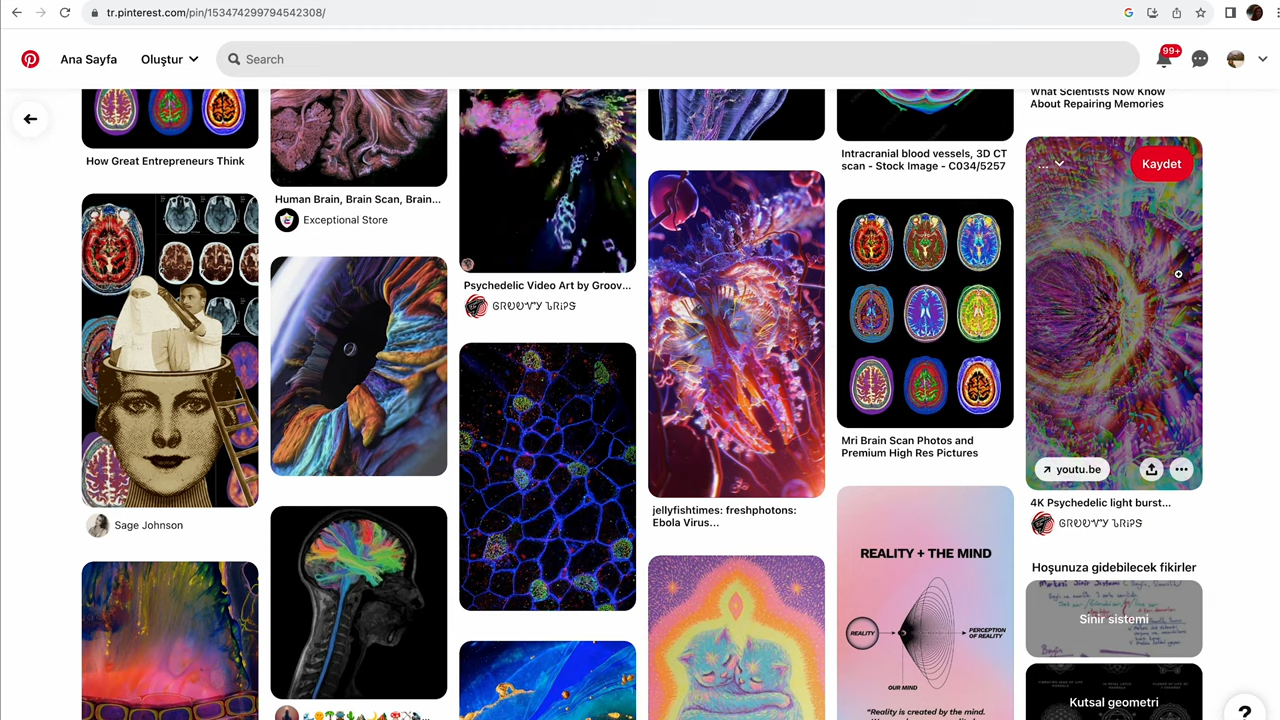 tr.pinterest.com/pin/153474299794542308/
Ana Sayfa
Oluştur
Search
99+
How Great Entrepreneurs Think
Sage Johnson
Human Brain, Brain Scan, Brain...
Exceptional Store
Psychedelic Video Art by Groov...
jellyfishtimes: freshphotons:
Ebola Virus...
Intracranial blood vessels, 3D CT
scan - Stock Image - C034/5257
Mri Brain Scan Photos and
Premium High Res Pictures
REALITY + THE MIND
REALITY
PERCEPTION
OF REALITY
OUR MIND
"Reality is created by the mind.
What Scientists Now Know
About Repairing Memories
...
Kaydet
youtu.be
4K Psychedelic light burst...
Hoşunuza gidebilecek fikirler
Sinir sistemi
Kutsal geometri
?